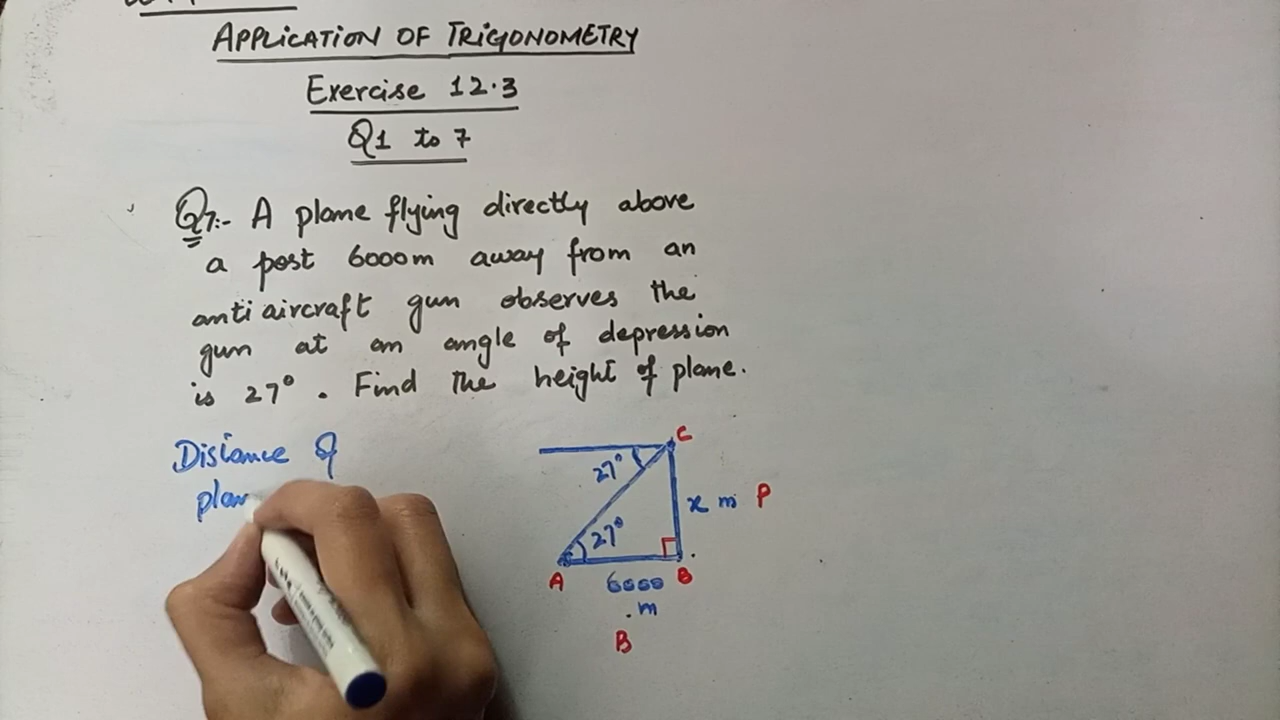 APPLICATION OF TRIGONOMETRY
Exercise 12.3
Q1 to 7
Q7:- A plane flying directly above
a post 6000m away from an
anti aircraft gun observes the
gun at an angle of depression
is 27° . Find the height of plane.
Distance of
plan
C
27°
x m P
27°
A 6000 B
m
B